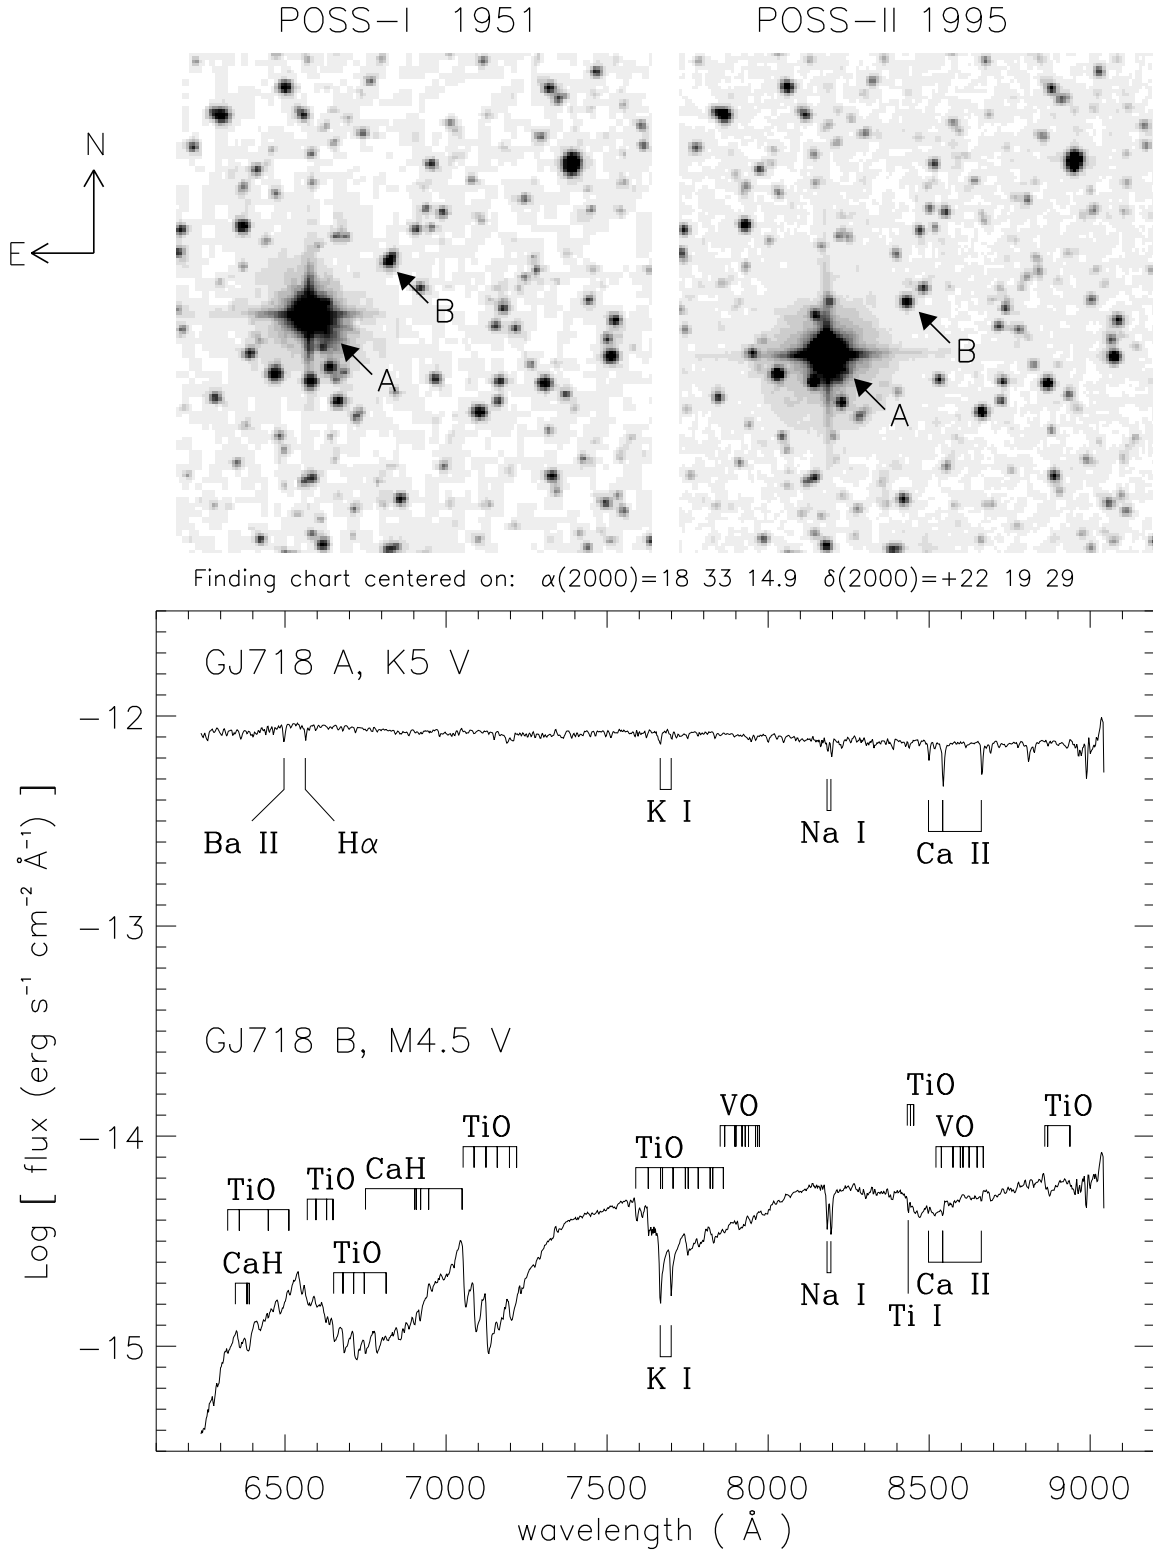 POSS-I 1951
POSS-II 1995
N
E
B
A
B
A
Finding chart centered on: α(2000)=18 33 14.9 δ(2000)=+22 19 29
GJ718 A, K5 V
-12
Ba II
Hα
K I
Na I
Ca II
-13
GJ718 B, M4.5 V
TiO
VO
TiO
-14
TiO
VO
TiO
CaH
TiO
TiO
CaH
TiO
Na I
Ca II
Ti I
-15
K I
Log [ flux (erg s⁻¹ cm⁻² Å⁻¹) ]
6500 7000 7500 8000 8500 9000
wavelength ( Å )